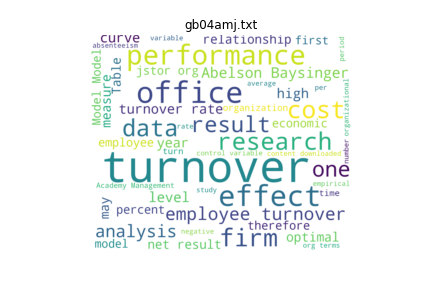 gb04amj.txt
curve
variable
relationship
first
absenteeism
performance
period
Model Model
Table
jstor org
Abelson Baysinger
measure
office
high
average
per
turnover rate
organization
cost
organizational
data
result
economic
employee
year
rate
research
turn
control variable
content downloaded
number
turnover
one
Academy Management
empirical
study
effect
time
may
level
percent
employee turnover
therefore
analysis
negative
firm
optimal
model
net result
org terms